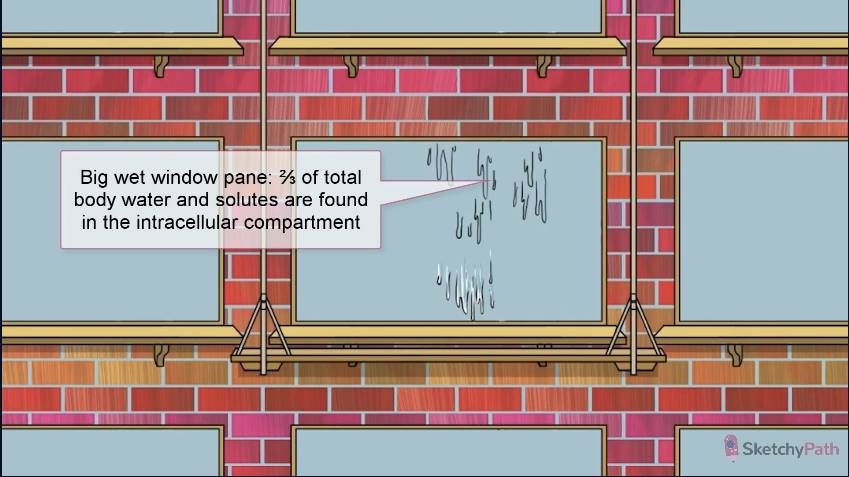 Big wet window pane: ⅔ of total
body water and solutes are found
in the intracellular compartment
SketchyPath